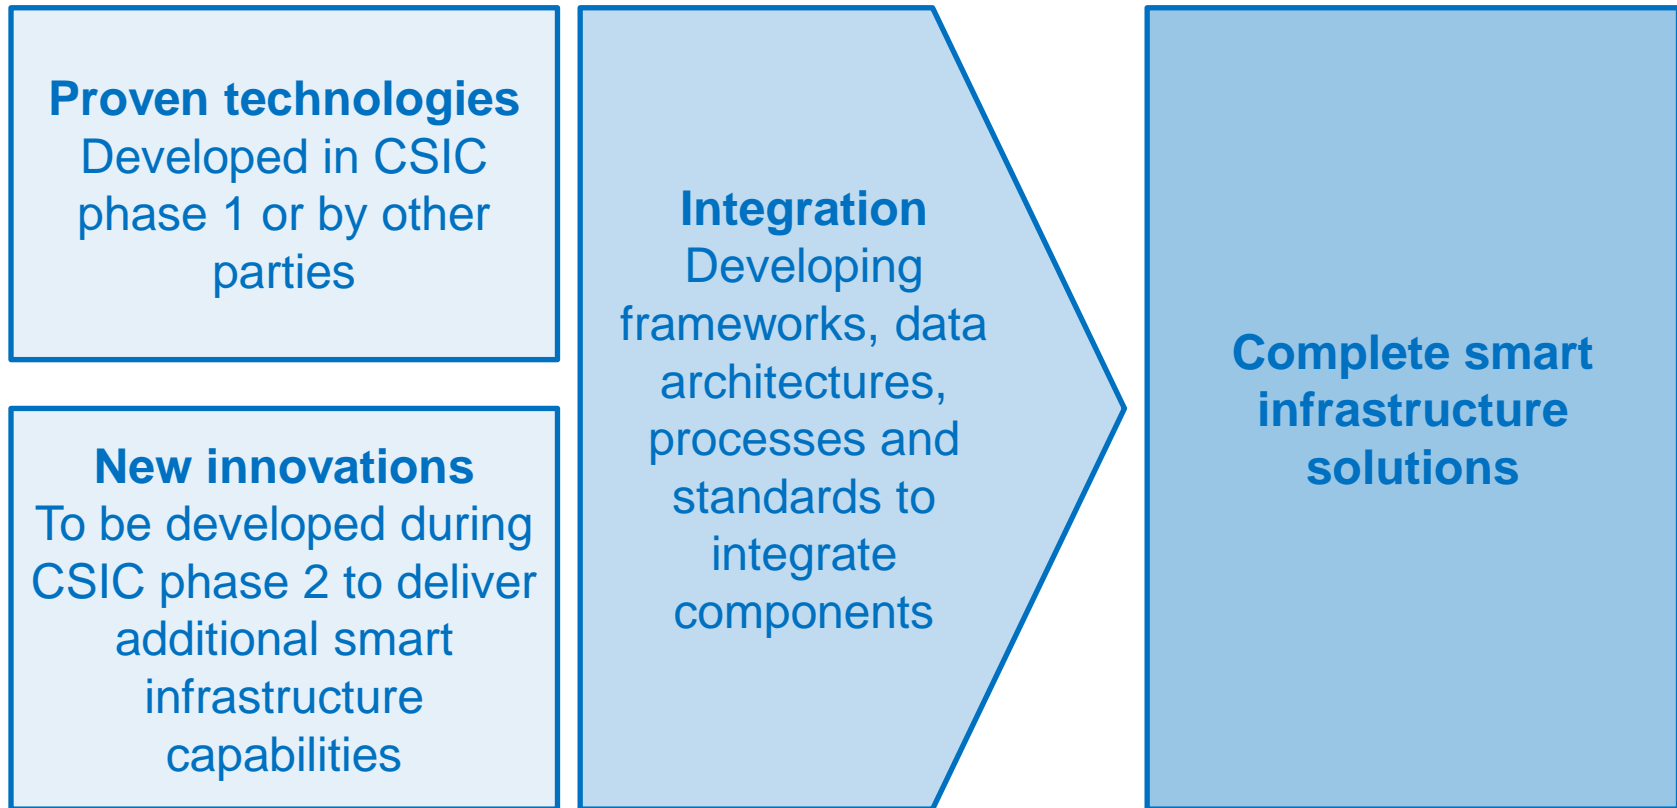 Proven technologies
Developed in CSIC
phase 1 or by other
parties
New innovations
To be developed during
CSIC phase 2 to deliver
additional smart
infrastructure
capabilities
Integration
Developing
frameworks, data
architectures,
processes and
standards to
integrate
components
Complete smart
infrastructure
solutions